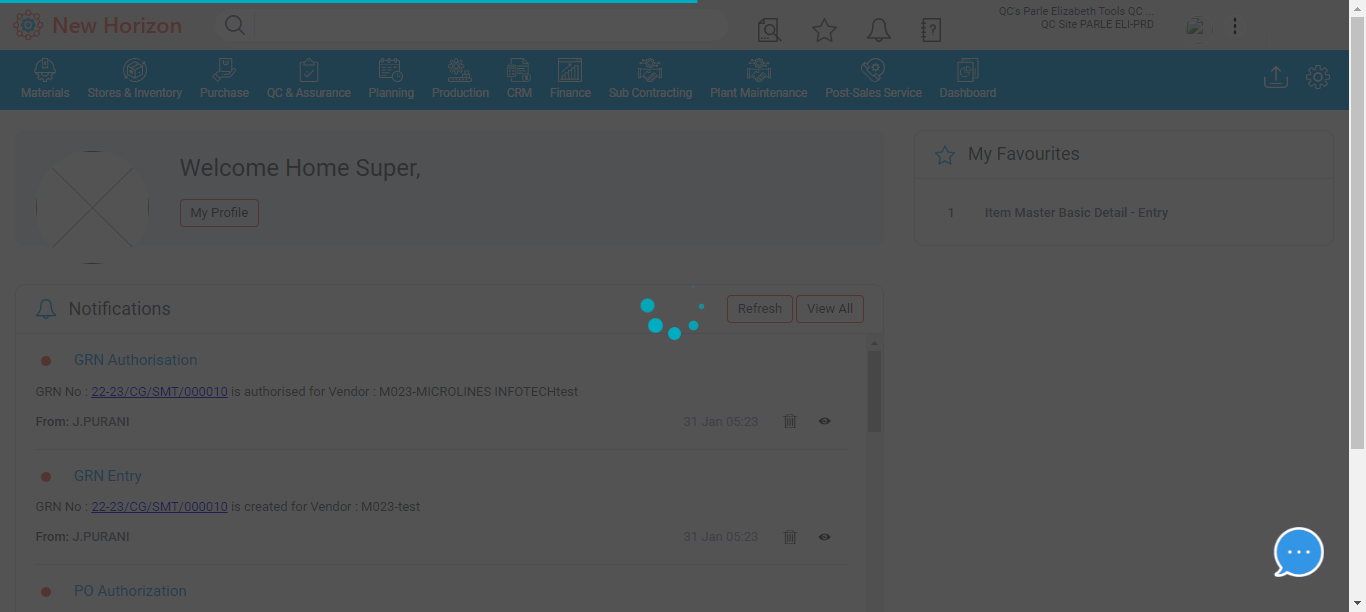 New Horizon
QC's Parle Elizabeth Tools QC ...
QC Site PARLE ELI-PRD
Materials Stores & Inventory Purchase QC & Assurance Planning Production CRM Finance Sub Contracting Plant Maintenance Post-Sales Service Dashboard
Welcome Home Super,
My Profile
My Favourites
1 Item Master Basic Detail - Entry
Notifications Refresh View All
GRN Authorisation
GRN No : 22-23/CG/SMT/000010 is authorised for Vendor : M023-MICROLINES INFOTECHtest
From: J.PURANI 31 Jan 05:23
GRN Entry
GRN No : 22-23/CG/SMT/000010 is created for Vendor : M023-test
From: J.PURANI 31 Jan 05:23
PO Authorization